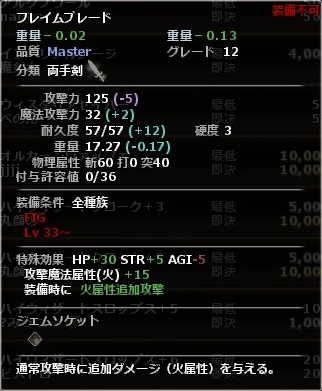 フレイムブレード
装備不可
重量－0.02 重量－0.13
品質 Master グレード 12
分類 両手剣
攻撃力 125 (-5)
魔法攻撃力 32 (+2)
耐久度 57/57 (+12) 硬度 3
重量 17.27 (-0.17)
物理属性 斬60 打0 突40
付与許容値 0/36
装備条件 全種族
FIG
Lv 33～
特殊効果 HP+30 STR+5 AGI-5
攻撃魔法属性(火) +15
装備時に 火属性追加攻撃
ジェムソケット
通常攻撃時に追加ダメージ（火属性）を与える。